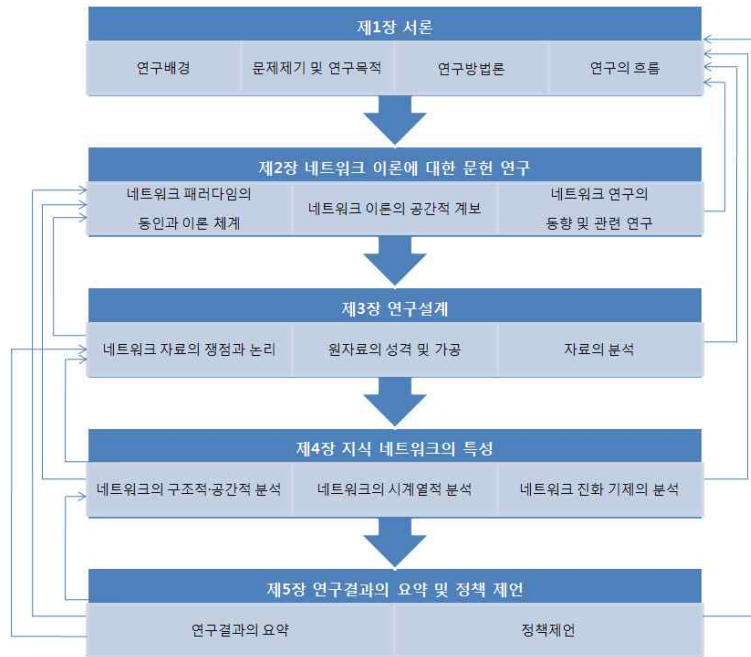 제1장 서론
연구배경
문제제기 및 연구목적
연구방법론
연구의 흐름
제2장 네트워크 이론에 대한 문헌 연구
네트워크 패러다임의
동인과 이론 체계
네트워크 이론의 공간적 계보
네트워크 연구의
동향 및 관련 연구
제3장 연구설계
네트워크 자료의 쟁점과 논리
원자료의 성격 및 가공
자료의 분석
제4장 지식 네트워크의 특성
네트워크의 구조적·공간적 분석
네트워크의 시계열적 분석
네트워크 진화 기제의 분석
제5장 연구결과의 요약 및 정책 제언
연구결과의 요약
정책제언